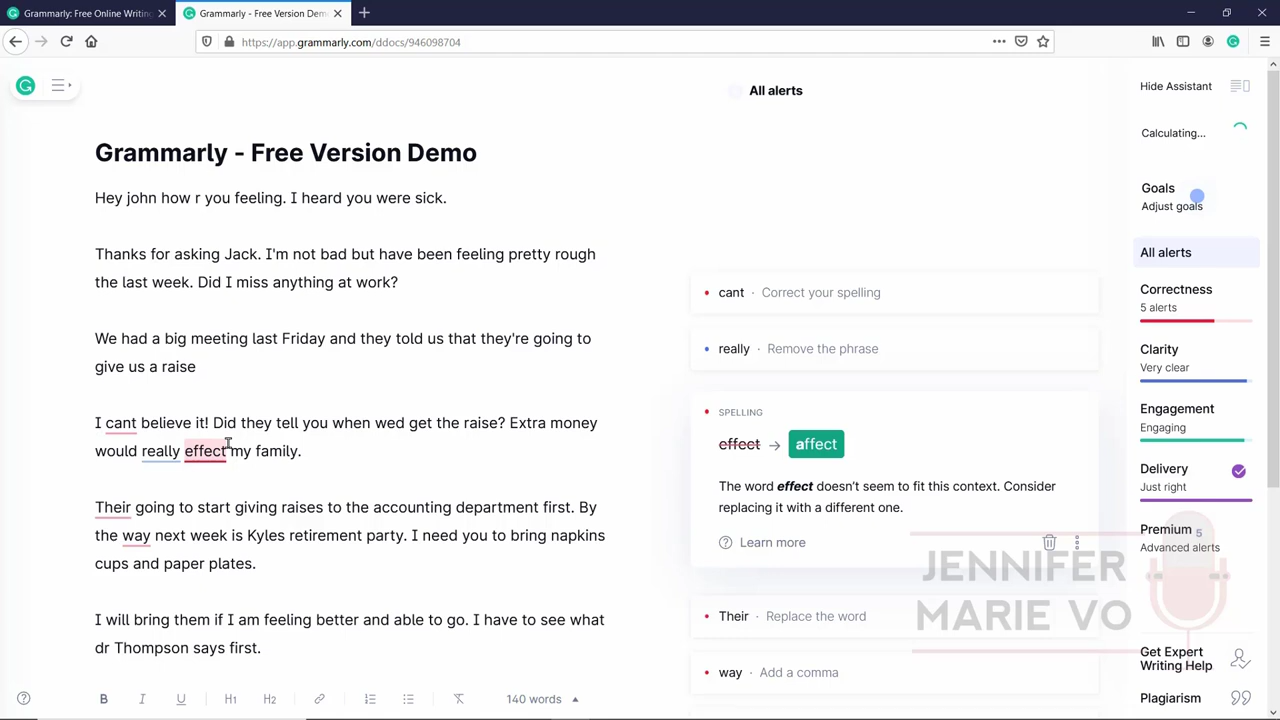 Grammarly: Free Online Writing
Grammarly - Free Version Dem
https://app.grammarly.com/ddocs/946098704
All alerts
Hide Assistant
Calculating...
Goals
Adjust goals
All alerts
Correctness
5 alerts
Clarity
Very clear
Engagement
Engaging
Delivery
Just right
Premium 5
Advanced alerts
Get Expert
Writing Help
Plagiarism
Grammarly - Free Version Demo
Hey john how r you feeling. I heard you were sick.
Thanks for asking Jack. I'm not bad but have been feeling pretty rough
the last week. Did I miss anything at work?
We had a big meeting last Friday and they told us that they're going to
give us a raise
I cant believe it! Did they tell you when wed get the raise? Extra money
would really effect my family.
Their going to start giving raises to the accounting department first. By
the way next week is Kyles retirement party. I need you to bring napkins
cups and paper plates.
I will bring them if I am feeling better and able to go. I have to see what
dr Thompson says first.
cant · Correct your spelling
really · Remove the phrase
SPELLING
effect → affect
The word effect doesn't seem to fit this context. Consider
replacing it with a different one.
Learn more
Their · Replace the word
way · Add a comma
JENNIFER
MARIE VO
B I U H1 H2
140 words